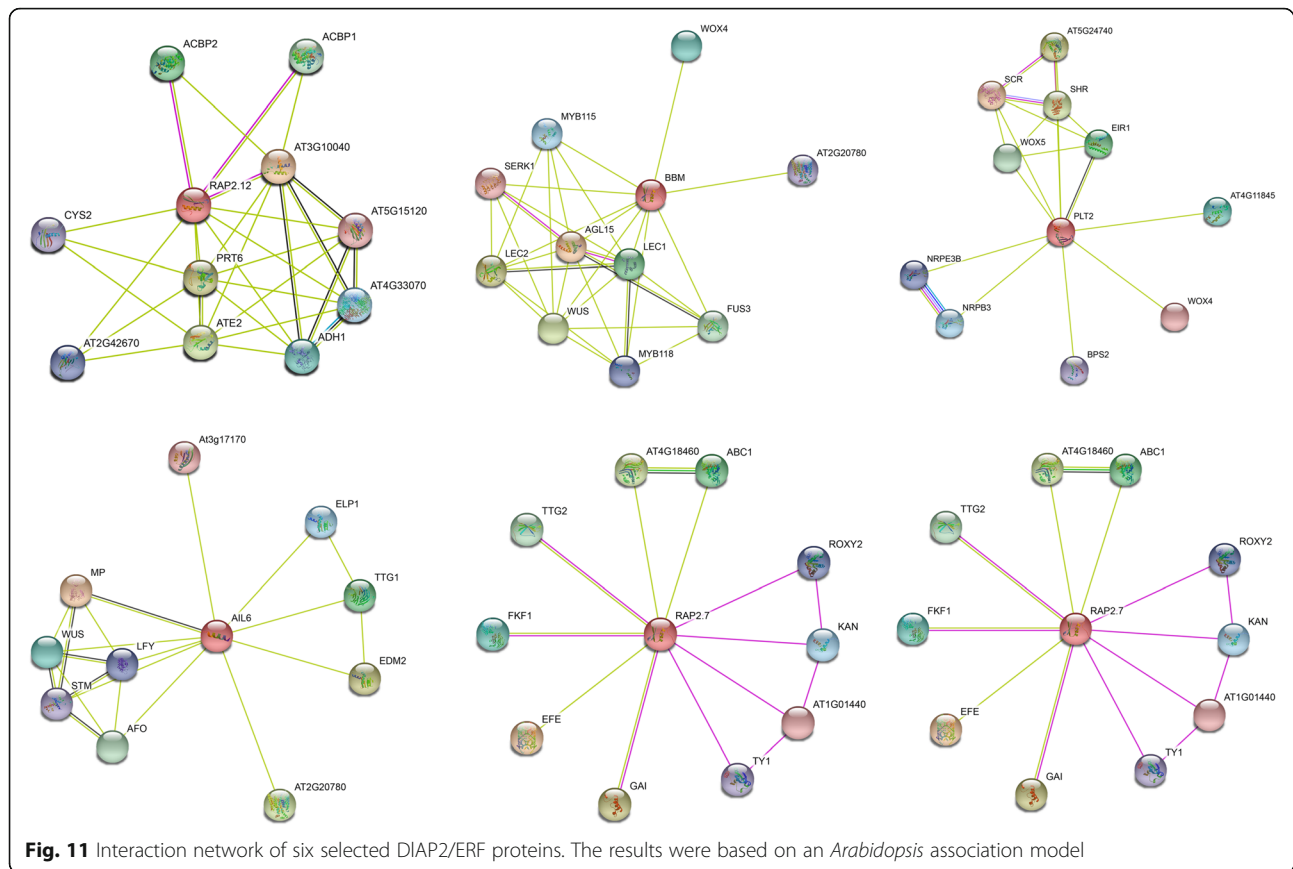 ACBP2
ACBP1
AT3G10040
RAP2.12
CYS2
AT5G15120
PRT6
AT4G33070
ATE2
ADH1
AT2G42670
WOX4
MYB115
AT2G20780
SERK1
BBM
AGL15
LEC1
LEC2
WUS
FUS3
MYB118
AT5G24740
SCR
SHR
EIR1
WOX5
AT4G11845
PLT2
NRPE3B
NRPB3
WOX4
BPS2
At3g17170
ELP1
MP
TTG1
AIL6
WUS
LFY
EDM2
STM
AFO
AT2G20780
AT4G18460
ABC1
TTG2
ROXY2
FKF1
RAP2.7
KAN
AT1G01440
EFE
TY1
GAI
AT4G18460
ABC1
TTG2
ROXY2
FKF1
RAP2.7
KAN
AT1G01440
EFE
TY1
GAI
Fig. 11 Interaction network of six selected DIAP2/ERF proteins. The results were based on an Arabidopsis association model